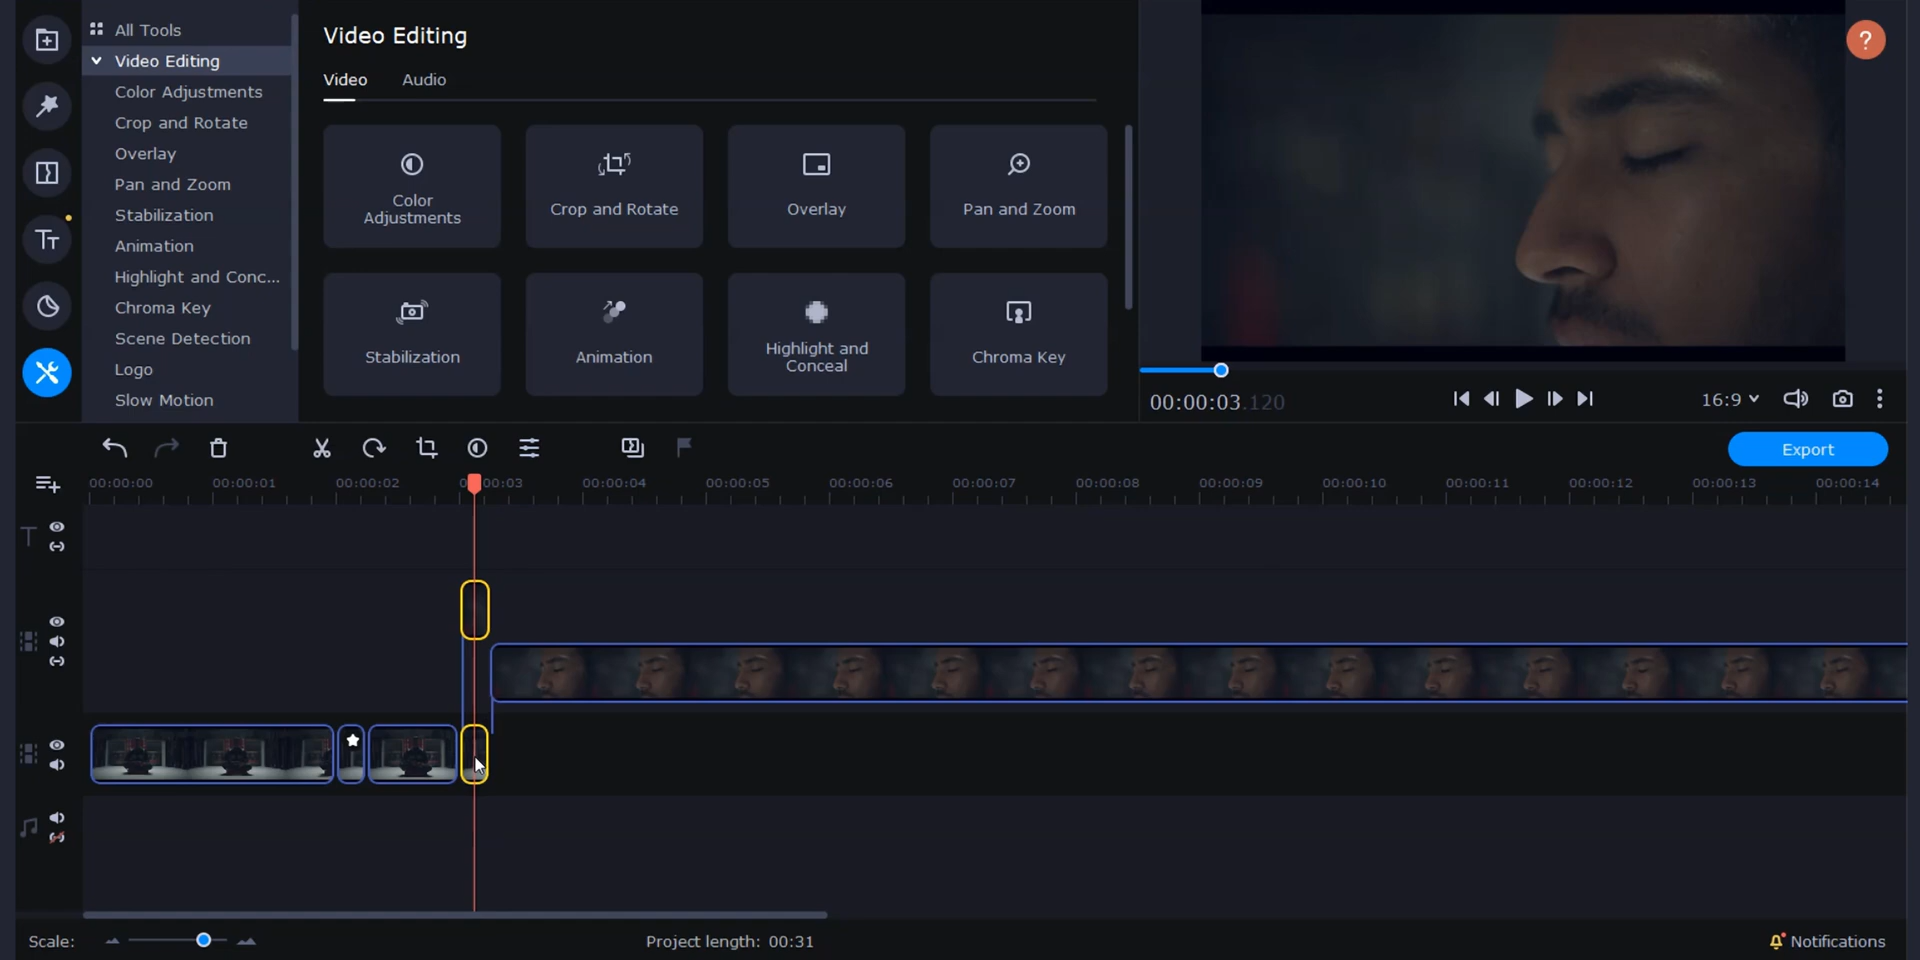 All Tools
Video Editing
Color Adjustments
Crop and Rotate
Overlay
Pan and Zoom
Stabilization
Animation
Highlight and Conc...
Chroma Key
Scene Detection
Logo
Slow Motion
Video Editing
Video Audio
Color Adjustments
Crop and Rotate
Overlay
Pan and Zoom
Stabilization
Animation
Highlight and Conceal
Chroma Key
?
00:00:03.120
16:9
Export
00:00:00 00:00:01 00:00:02 00:03 00:00:04 00:00:05 00:00:06 00:00:07 00:00:08 00:00:09 00:00:10 00:00:11 00:00:12 00:00:13 00:00:14
Scale:
Project length: 00:31
Notifications